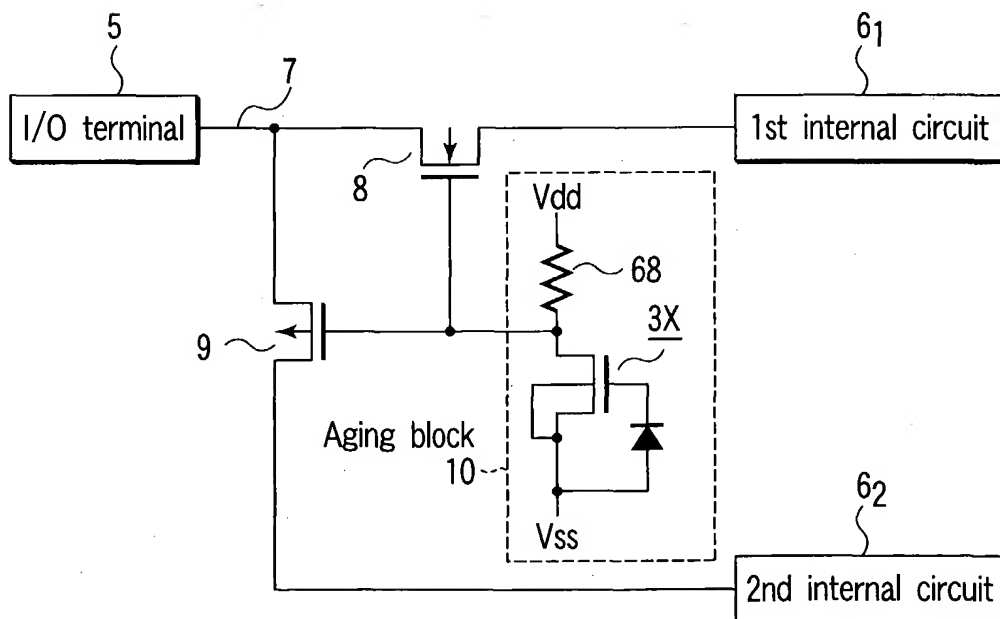 5
I/O terminal
7
8
6₁
1st internal circuit
Vdd
68
3X
9
Aging block
10
Vss
6₂
2nd internal circuit